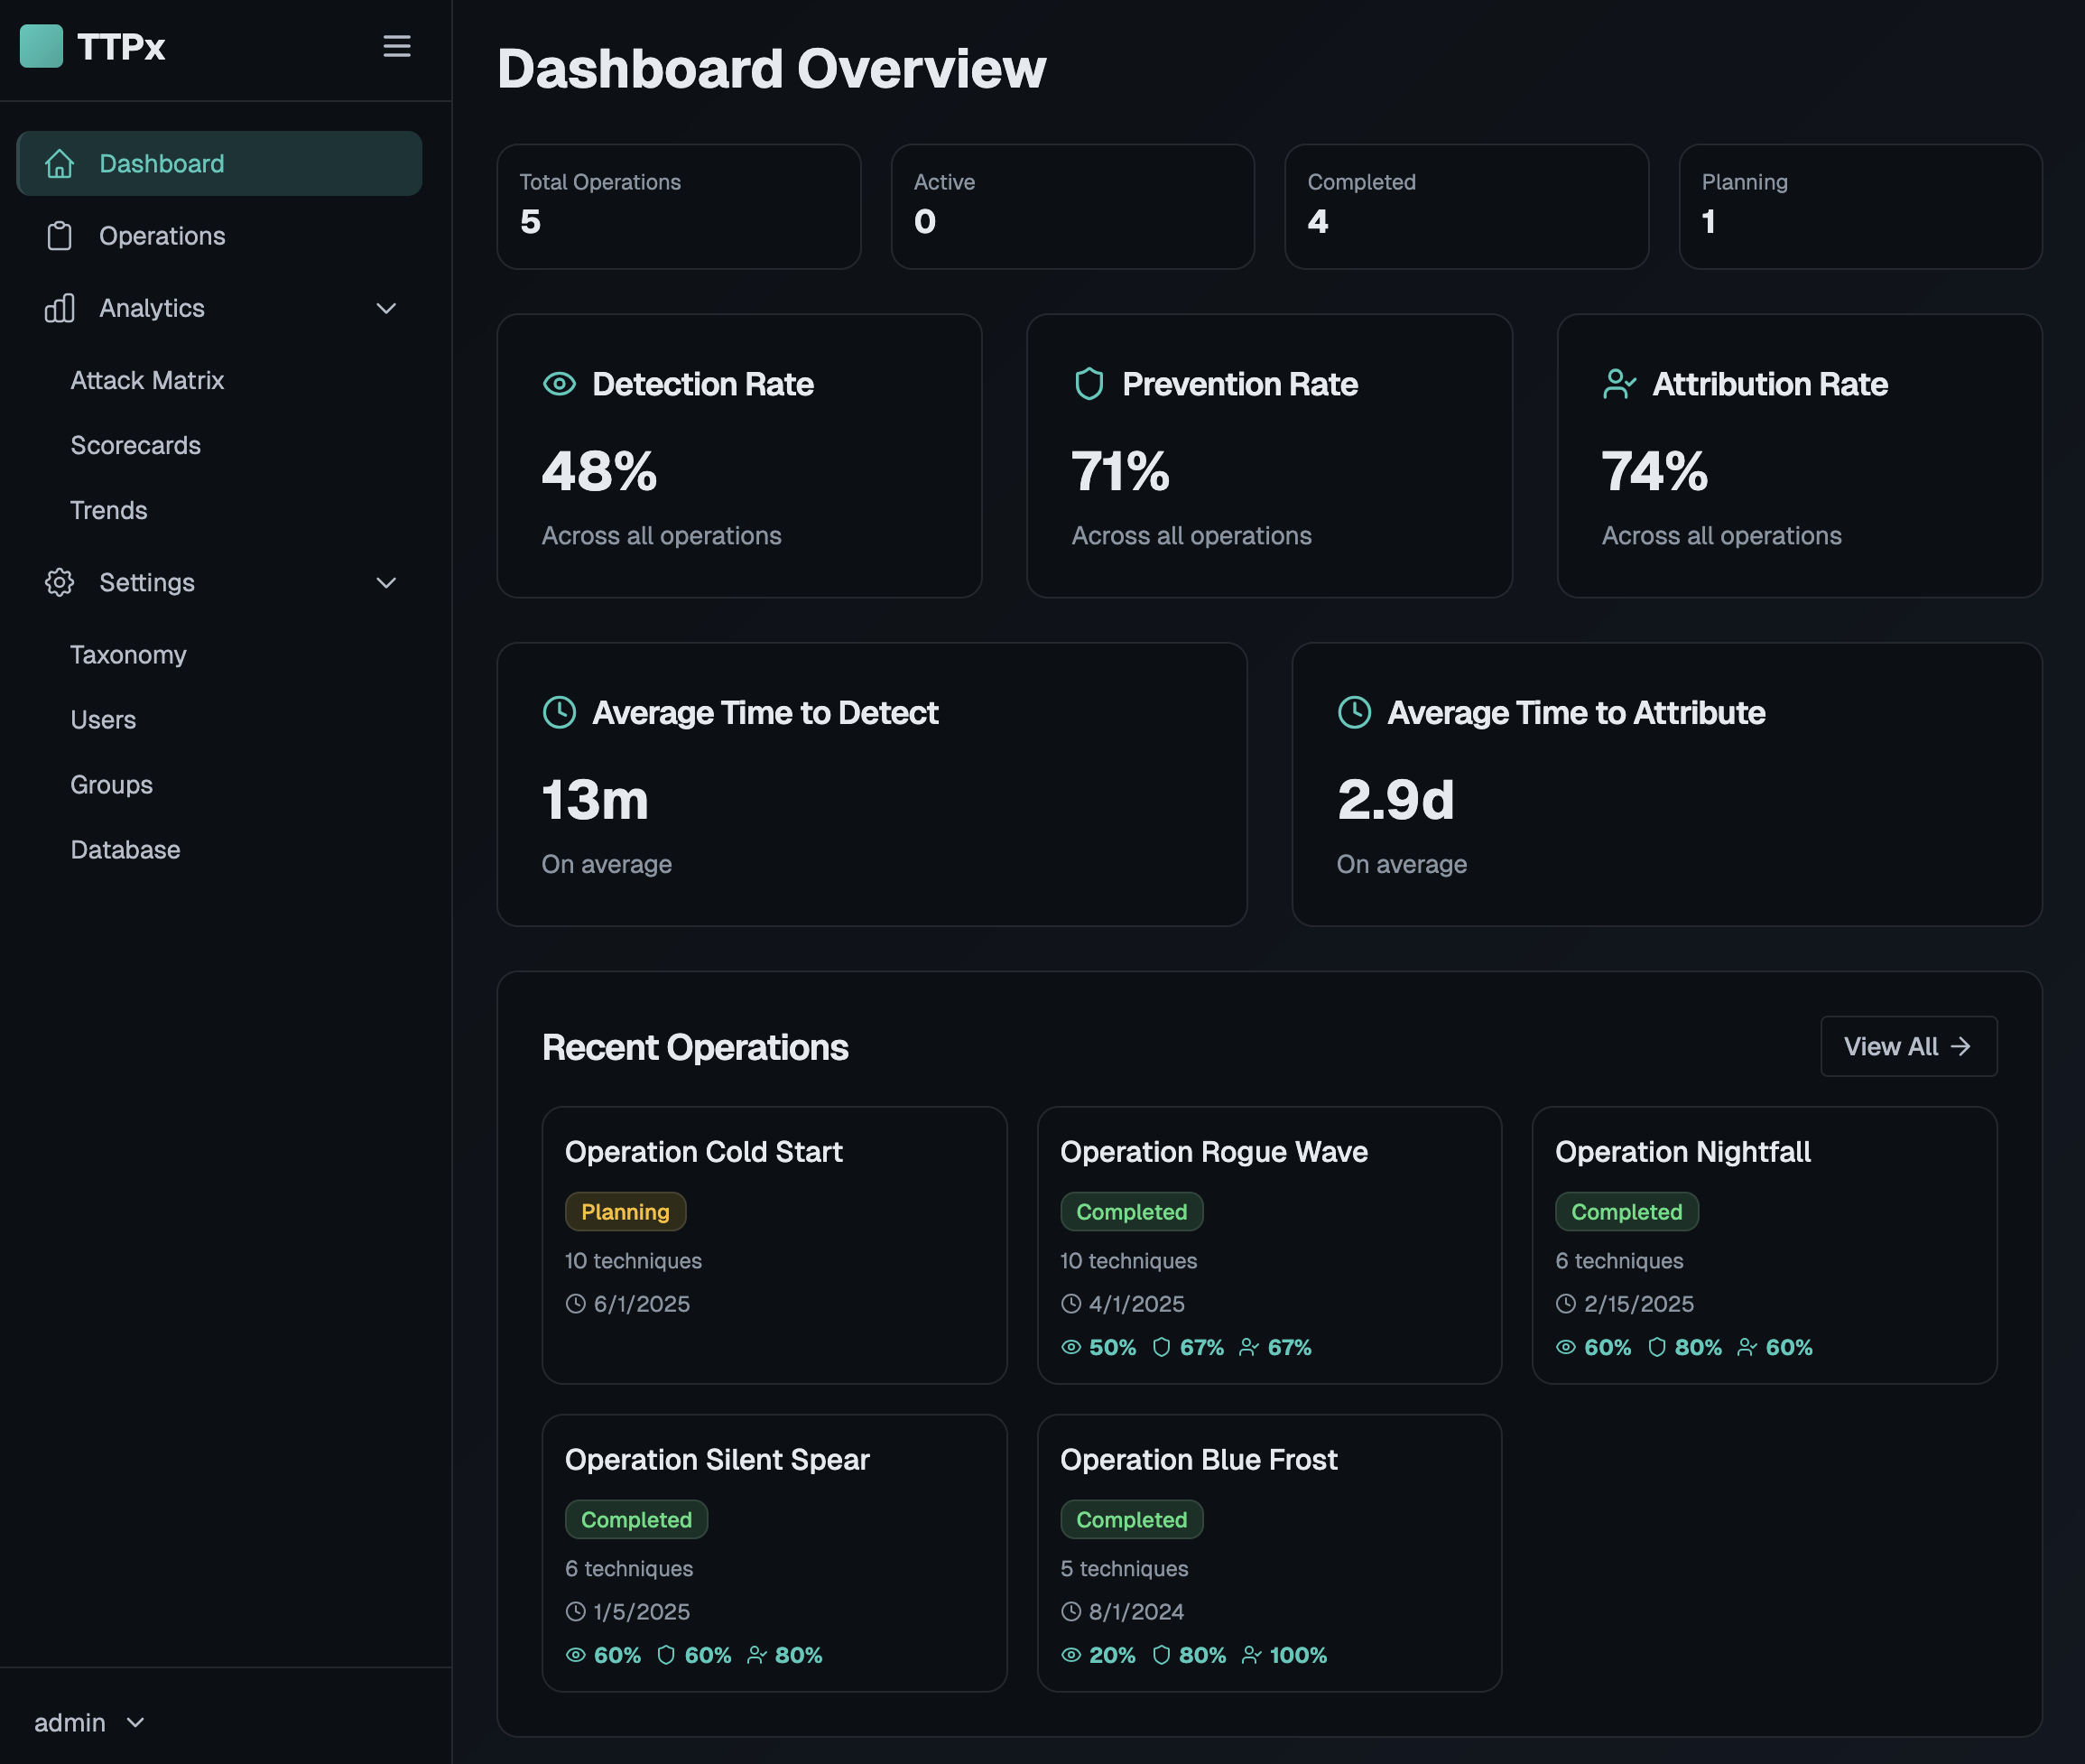 TTPx
Dashboard
Operations
Analytics
Attack Matrix
Scorecards
Trends
Settings
Taxonomy
Users
Groups
Database
admin
Dashboard Overview
Total Operations
5
Active
0
Completed
4
Planning
1
Detection Rate
48%
Across all operations
Prevention Rate
71%
Across all operations
Attribution Rate
74%
Across all operations
Average Time to Detect
13m
On average
Average Time to Attribute
2.9d
On average
Recent Operations
View All →
Operation Cold Start
Planning
10 techniques
6/1/2025
Operation Rogue Wave
Completed
10 techniques
4/1/2025
50% 67% 67%
Operation Nightfall
Completed
6 techniques
2/15/2025
60% 80% 60%
Operation Silent Spear
Completed
6 techniques
1/5/2025
60% 60% 80%
Operation Blue Frost
Completed
5 techniques
8/1/2024
20% 80% 100%